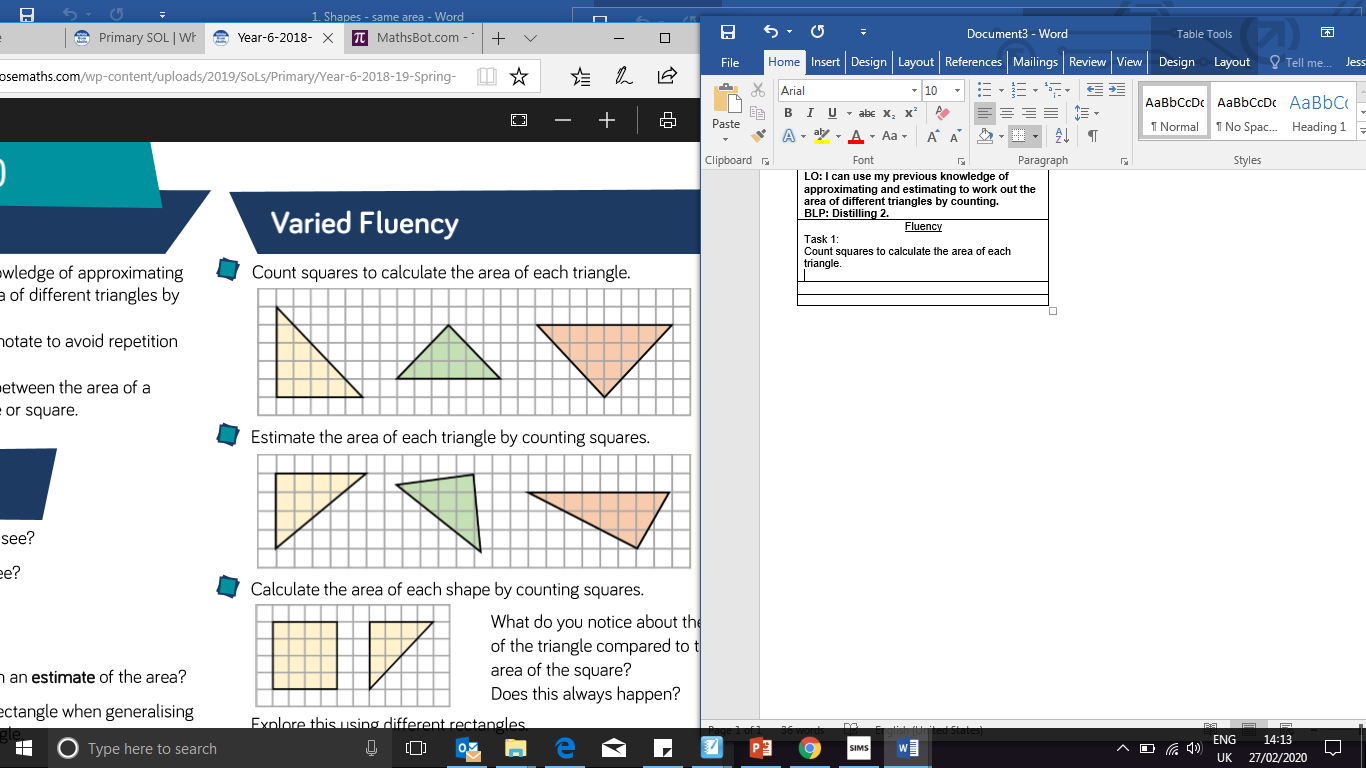 1. Shapes - same area - Word
Primary SOL | Wh
Year-6-2018-
MathsBot.com -
osemaths.com/wp-content/uploads/2019/SoLs/Primary/Year-6-2018-19-Spring-
Varied Fluency
owledge of approximating
a of different triangles by
notate to avoid repetition
between the area of a
e or square.
see?
ee?
n an estimate of the area?
ectangle when generalising
gle.
Count squares to calculate the area of each triangle.
Estimate the area of each triangle by counting squares.
Calculate the area of each shape by counting squares.
What do you notice about the
of the triangle compared to t
area of the square?
Does this always happen?
Explore this using different rectangles.
Document3 - Word
Table Tools
File Home Insert Design Layout References Mailings Review View Design Layout Tell me... Jess
Paste
Arial 10
B I U abc x₂ x²
A ab A Aa A A
AaBbCcDc AaBbCcDc AaBbCc
¶ Normal ¶ No Spac... Heading 1
Clipboard Font Paragraph Styles
LO: I can use my previous knowledge of
approximating and estimating to work out the
area of different triangles by counting.
BLP: Distilling 2.
Fluency
Task 1:
Count squares to calculate the area of each
triangle.
Page 1 of 1 36 words English (United States)
Type here to search
SIMS
ENG
UK
14:13
27/02/2020